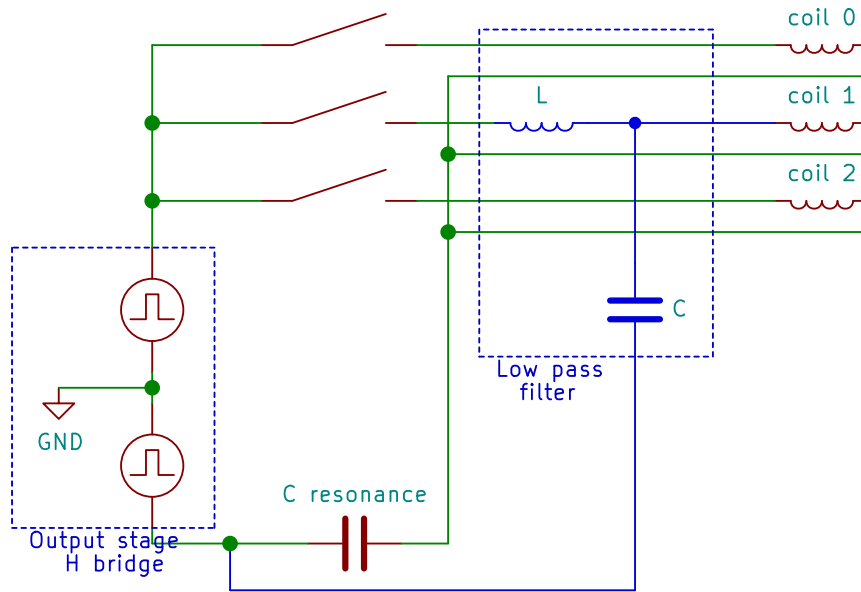 coil 0
L
coil 1
coil 2
C
Low pass
filter
GND
C resonance
Output stage
H bridge